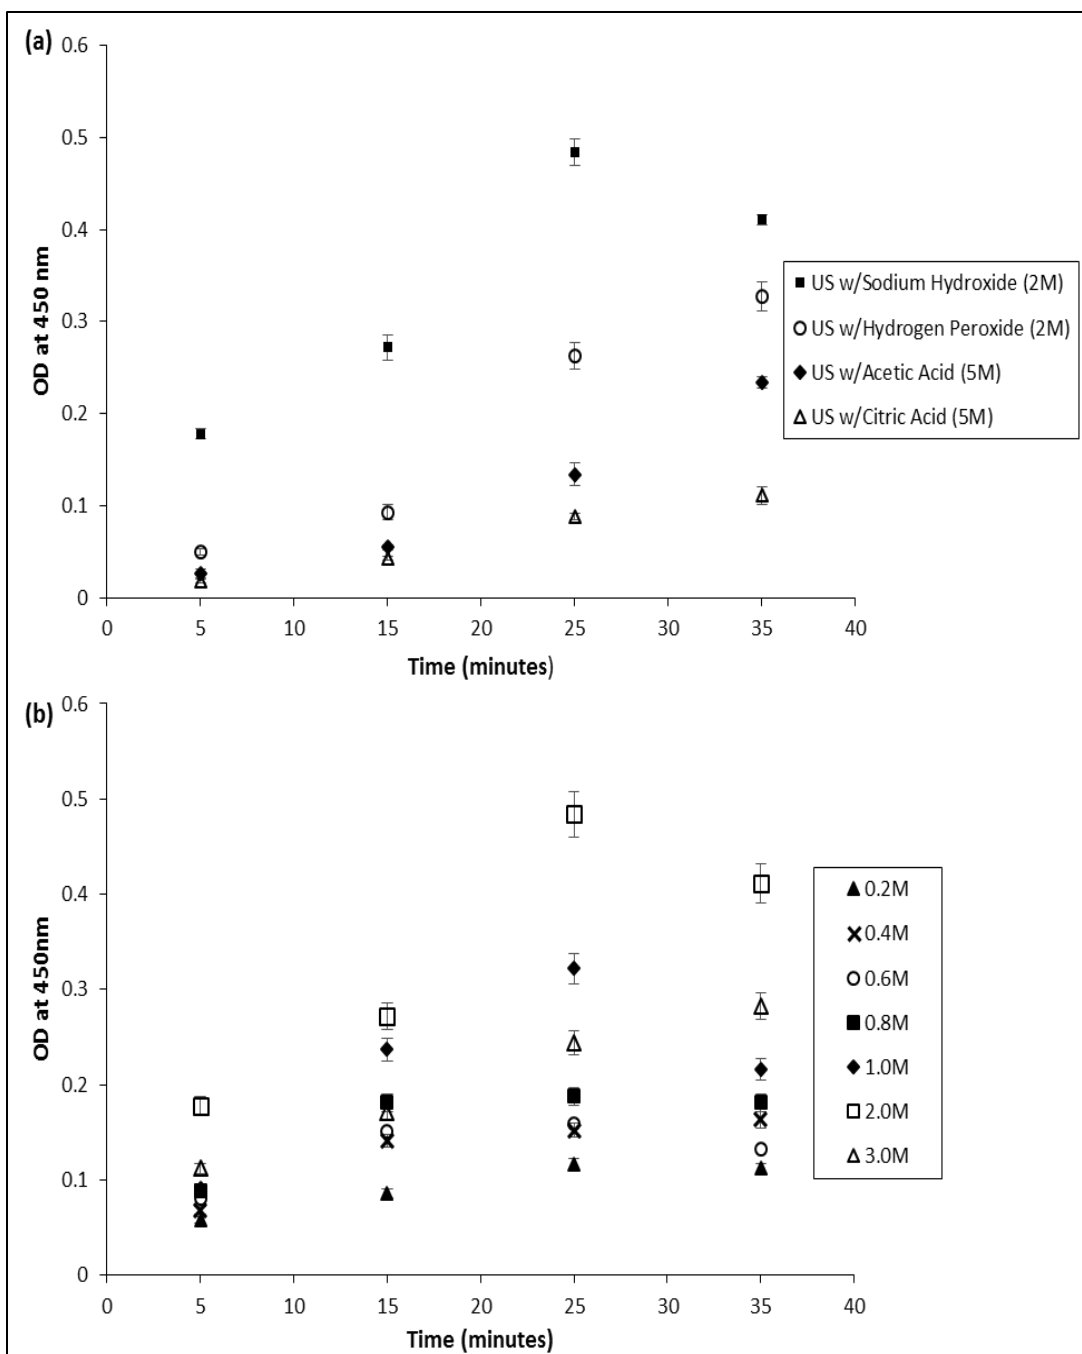 (a)
0.6
0.5
0.4
0.3
0.2
0.1
0
OD at 450 nm
0 5 10 15 20 25 30 35 40
Time (minutes)
US w/Sodium Hydroxide (2M)
US w/Hydrogen Peroxide (2M)
US w/Acetic Acid (5M)
US w/Citric Acid (5M)
(b)
0.6
0.5
0.4
0.3
0.2
0.1
0
OD at 450nm
0 5 10 15 20 25 30 35 40
Time (minutes)
0.2M
0.4M
0.6M
0.8M
1.0M
2.0M
3.0M